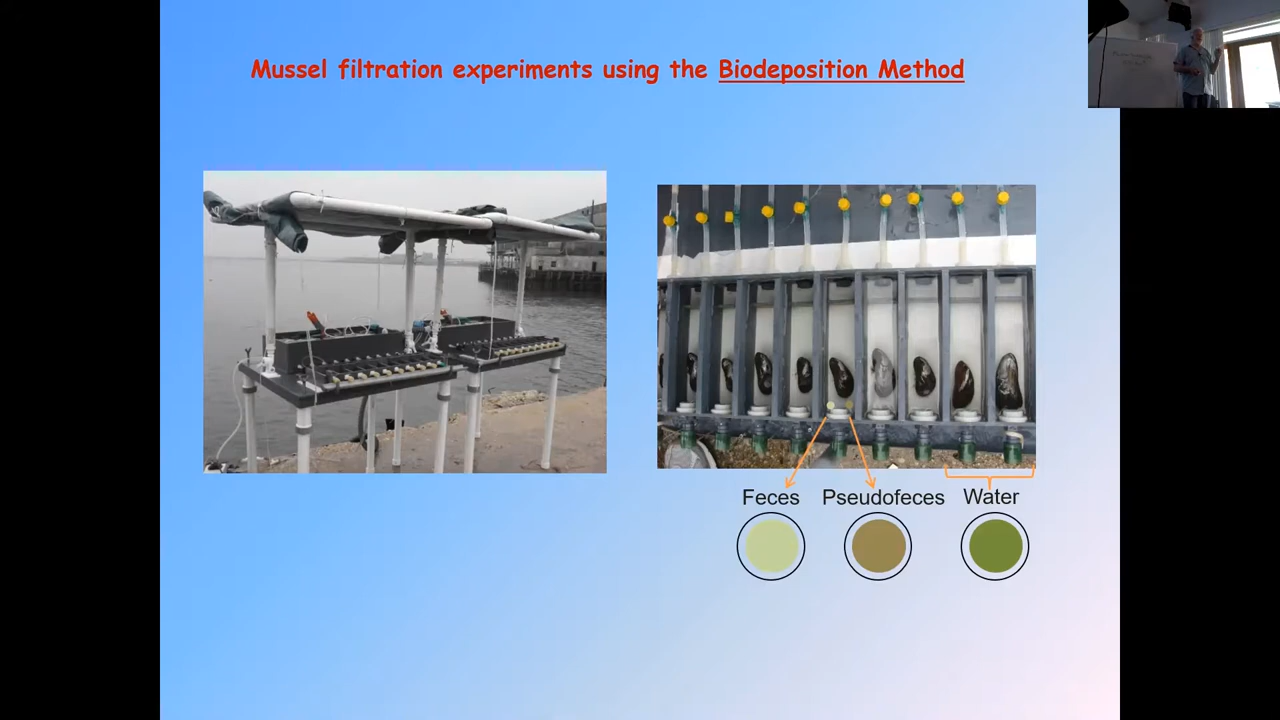 Mussel filtration experiments using the Biodeposition Method
Feces Pseudofeces Water